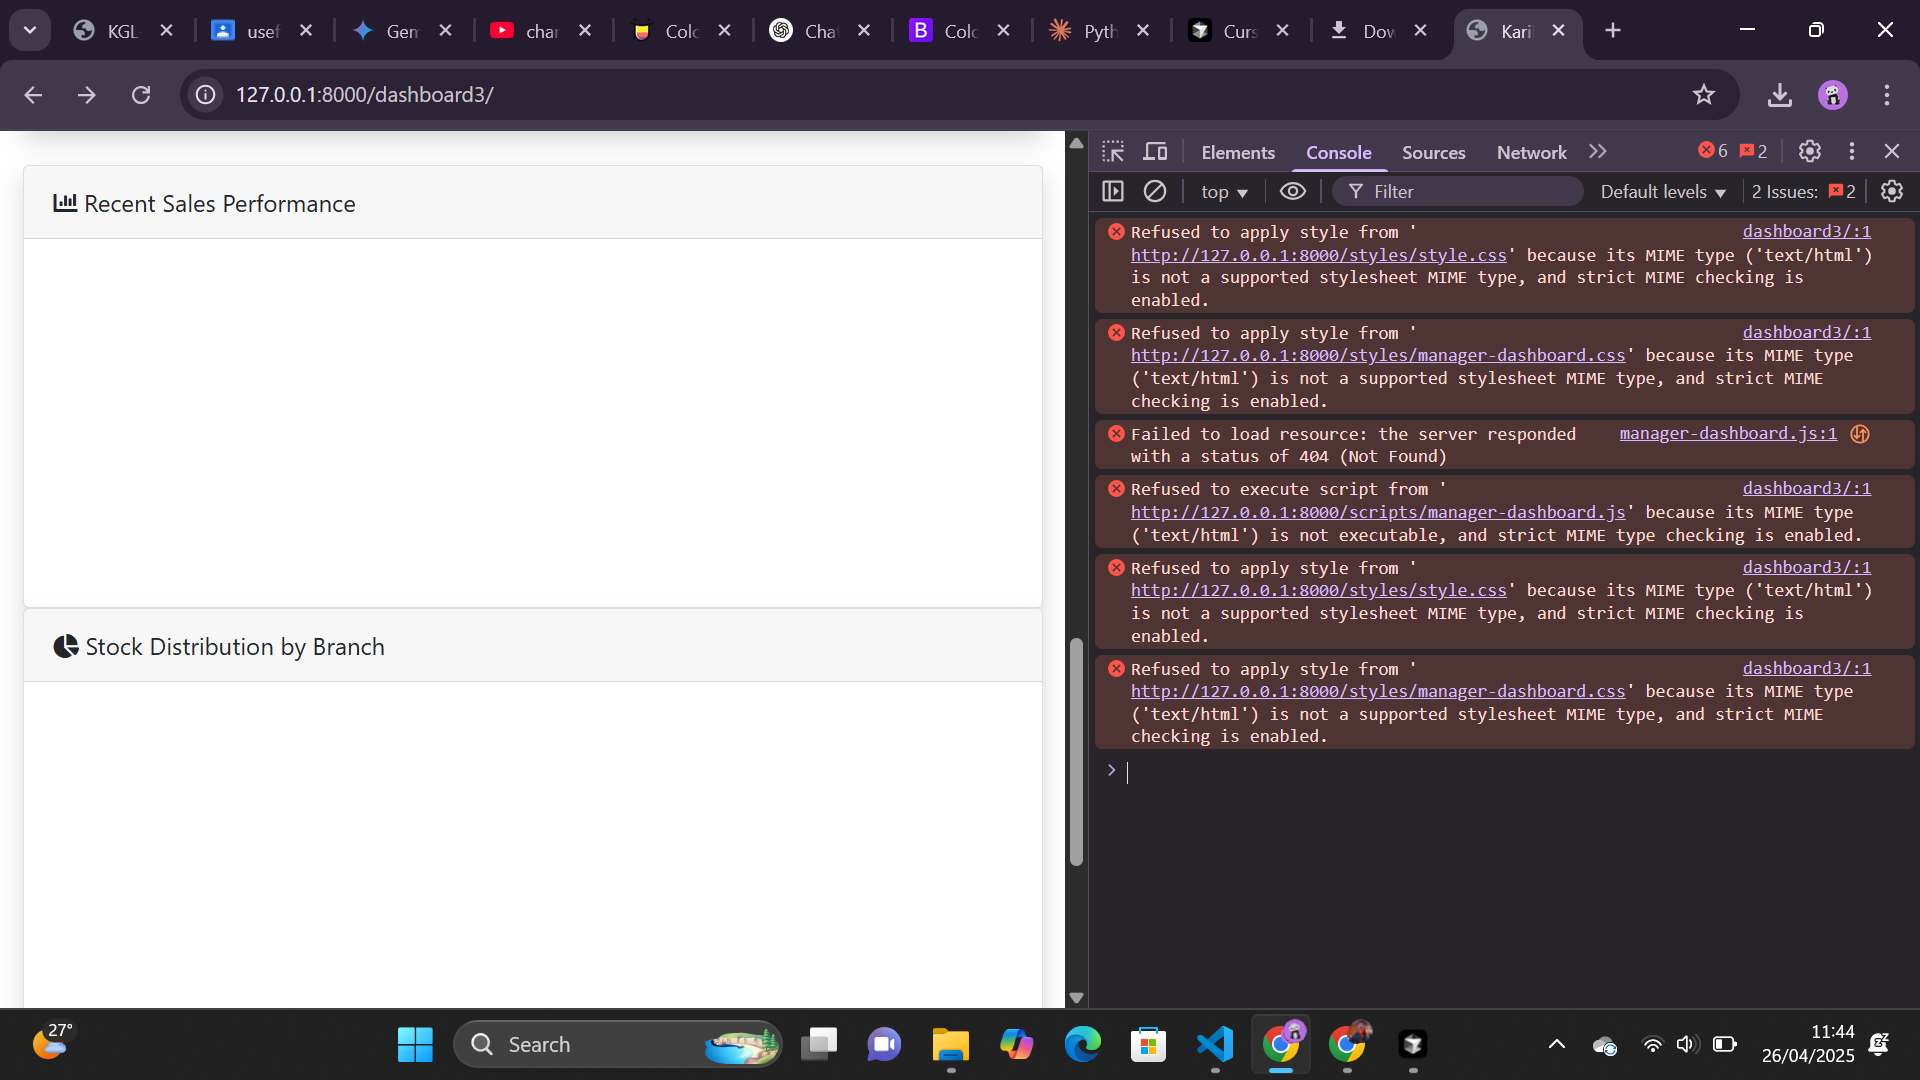 KGL
usef
Gem
char
Colo
Cha
Colo
Pyth
Curs
Dow
Kari
127.0.0.1:8000/dashboard3/
Recent Sales Performance
Stock Distribution by Branch
Elements
Console
Sources
Network
6
2
top
Filter
Default levels
2 Issues:
2
Refused to apply style from ' dashboard3/:1
http://127.0.0.1:8000/styles/style.css' because its MIME type ('text/html')
is not a supported stylesheet MIME type, and strict MIME checking is
enabled.
Refused to apply style from ' dashboard3/:1
http://127.0.0.1:8000/styles/manager-dashboard.css' because its MIME type
('text/html') is not a supported stylesheet MIME type, and strict MIME
checking is enabled.
Failed to load resource: the server responded manager-dashboard.js:1
with a status of 404 (Not Found)
Refused to execute script from ' dashboard3/:1
http://127.0.0.1:8000/scripts/manager-dashboard.js' because its MIME type
('text/html') is not executable, and strict MIME type checking is enabled.
Refused to apply style from ' dashboard3/:1
http://127.0.0.1:8000/styles/style.css' because its MIME type ('text/html')
is not a supported stylesheet MIME type, and strict MIME checking is
enabled.
Refused to apply style from ' dashboard3/:1
http://127.0.0.1:8000/styles/manager-dashboard.css' because its MIME type
('text/html') is not a supported stylesheet MIME type, and strict MIME
checking is enabled.
27°
Search
11:44
26/04/2025